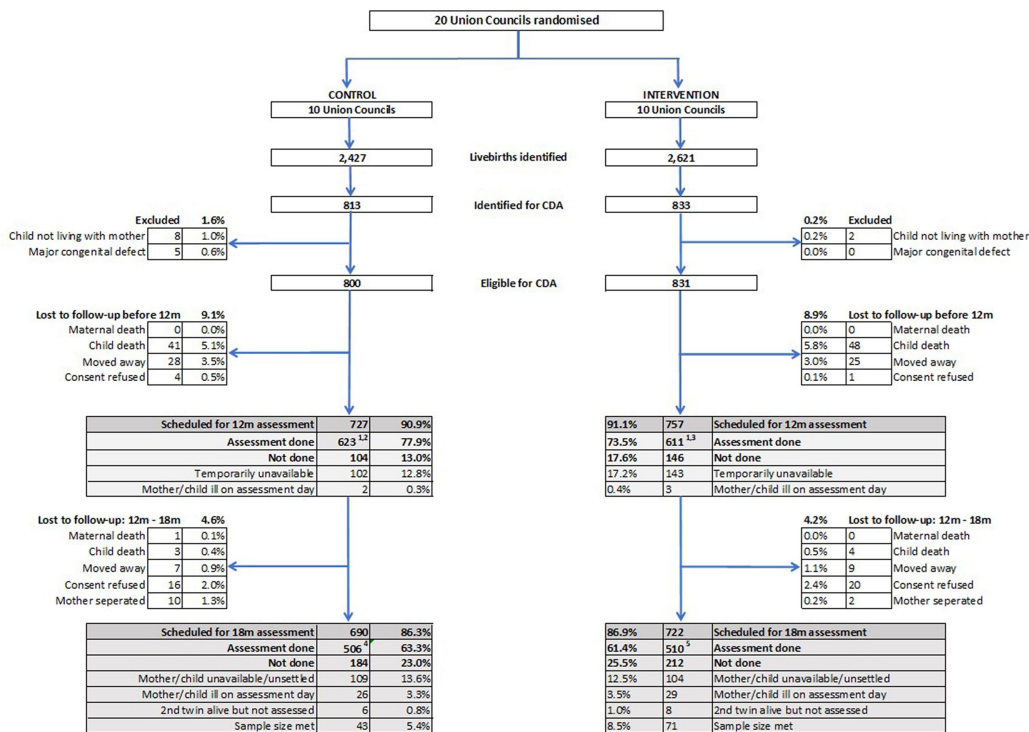 20 Union Councils randomised
CONTROL
10 Union Councils
INTERVENTION
10 Union Councils
2,427 Livebirths identified 2,621
813 Identified for CDA 833
Excluded 1.6%
Child not living with mother 8 1.0%
Major congenital defect 5 0.6%
0.2% Excluded
0.2% 2 Child not living with mother
0.0% 0 Major congenital defect
800 Eligible for CDA 831
Lost to follow-up before 12m 9.1%
Maternal death 0 0.0%
Child death 41 5.1%
Moved away 28 3.5%
Consent refused 4 0.5%
8.9% Lost to follow-up before 12m
0.0% 0 Maternal death
5.8% 48 Child death
3.0% 25 Moved away
0.1% 1 Consent refused
Scheduled for 12m assessment 727 90.9%
Assessment done 623 1,2 77.9%
Not done 104 13.0%
Temporarily unavailable 102 12.8%
Mother/child ill on assessment day 2 0.3%
91.1% 757 Scheduled for 12m assessment
73.5% 611 1,3 Assessment done
17.6% 146 Not done
17.2% 143 Temporarily unavailable
0.4% 3 Mother/child ill on assessment day
Lost to follow-up: 12m - 18m 4.6%
Maternal death 1 0.1%
Child death 3 0.4%
Moved away 7 0.9%
Consent refused 16 2.0%
Mother seperated 10 1.3%
4.2% Lost to follow-up: 12m - 18m
0.0% 0 Maternal death
0.5% 4 Child death
1.1% 9 Moved away
2.4% 20 Consent refused
0.2% 2 Mother seperated
Scheduled for 18m assessment 690 86.3%
Assessment done 506 4 63.3%
Not done 184 23.0%
Mother/child unavailable/unsettled 109 13.6%
Mother/child ill on assessment day 26 3.3%
2nd twin alive but not assessed 6 0.8%
Sample size met 43 5.4%
86.9% 722 Scheduled for 18m assessment
61.4% 510 5 Assessment done
25.5% 212 Not done
12.5% 104 Mother/child unavailable/unsettled
3.5% 29 Mother/child ill on assessment day
1.0% 8 2nd twin alive but not assessed
8.5% 71 Sample size met